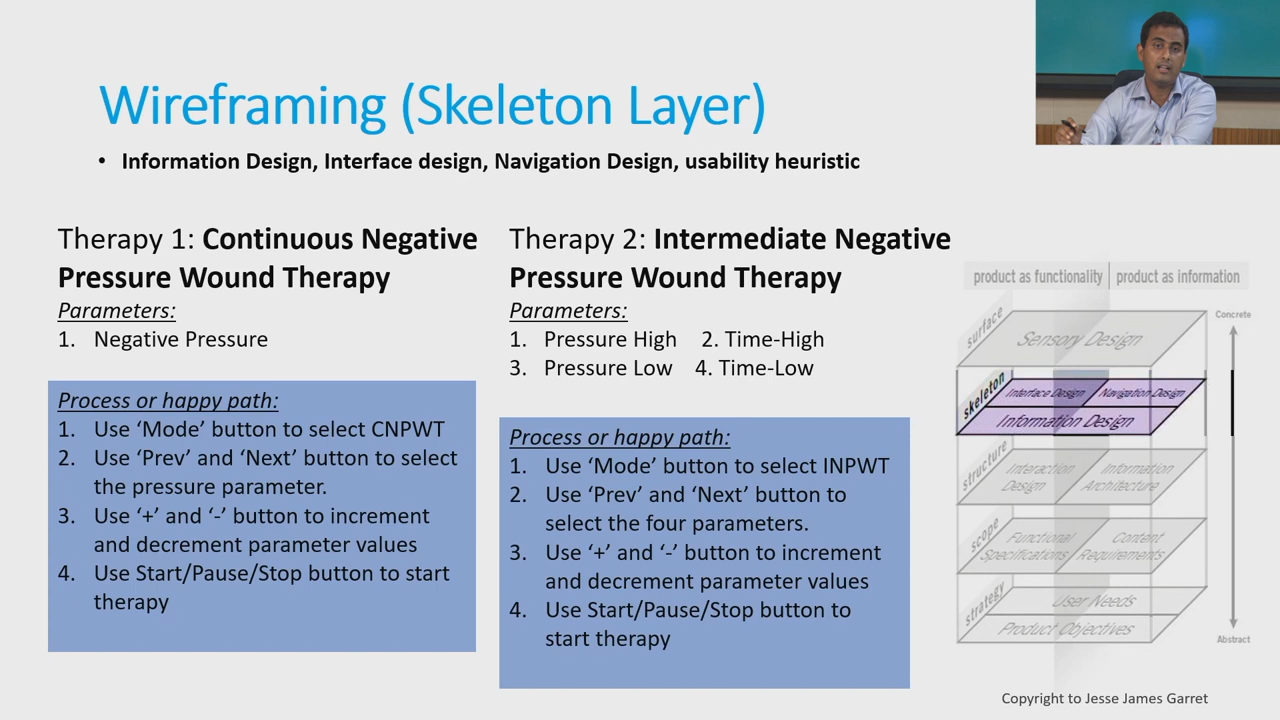 Wireframing (Skeleton Layer)
• Information Design, Interface design, Navigation Design, usability heuristic
Therapy 1: Continuous Negative
Pressure Wound Therapy
Parameters:
1. Negative Pressure
Process or happy path:
1. Use ‘Mode’ button to select CNPWT
2. Use ‘Prev’ and ‘Next’ button to select
the pressure parameter.
3. Use ‘+’ and ‘-’ button to increment
and decrement parameter values
4. Use Start/Pause/Stop button to start
therapy
Therapy 2: Intermediate Negative
Pressure Wound Therapy
Parameters:
1. Pressure High 2. Time-High
3. Pressure Low 4. Time-Low
Process or happy path:
1. Use ‘Mode’ button to select INPWT
2. Use ‘Prev’ and ‘Next’ button to
select the four parameters.
3. Use ‘+’ and ‘-’ button to increment
and decrement parameter values
4. Use Start/Pause/Stop button to
start therapy
product as functionality product as information
Concrete
surface
Sensory Design
skeleton
Interface Design Navigation Design
Information Design
structure
Interaction Design
Information Architecture
scope
Functional Specifications
Content Requirements
strategy
User Needs
Product Objectives
Abstract
Copyright to Jesse James Garret